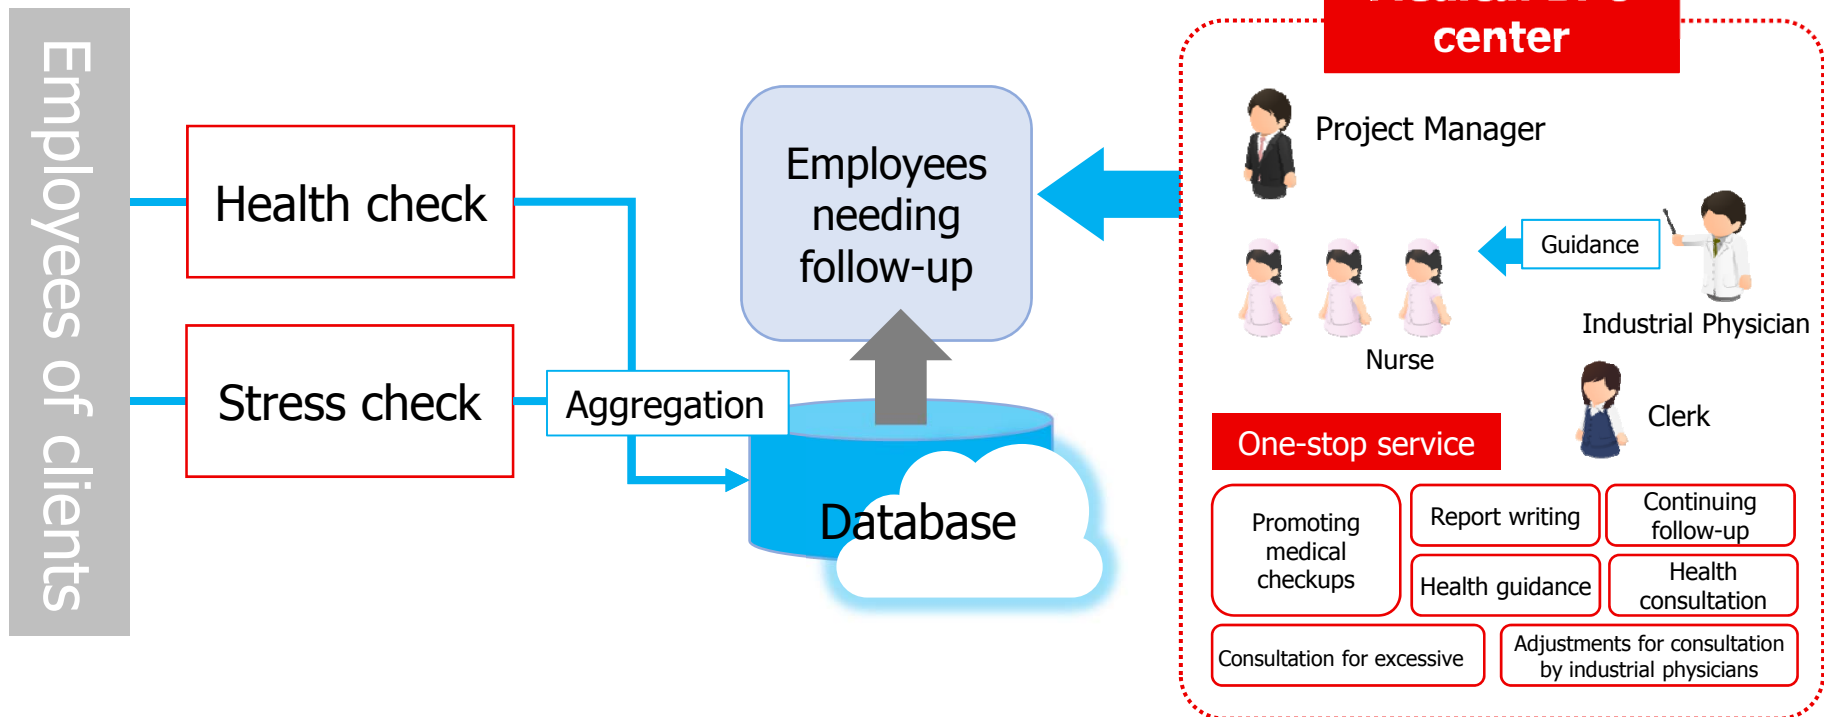 Employees of clients
Health check
Stress check
Aggregation
Employees
needing
follow-up
Database
center
Project Manager
Guidance
Industrial Physician
Nurse
Clerk
One-stop service
Promoting
medical
checkups
Report writing
Continuing
follow-up
Health guidance
Health
consultation
Consultation for excessive
Adjustments for consultation
by industrial physicians